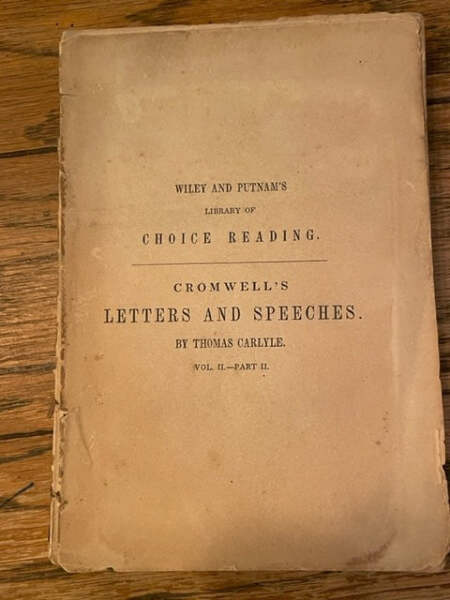 WILEY AND PUTNAM'S
LIBRARY OF
CHOICE READING.
CROMWELL'S
LETTERS AND SPEECHES.
BY THOMAS CARLYLE.
VOL. II.—PART II.